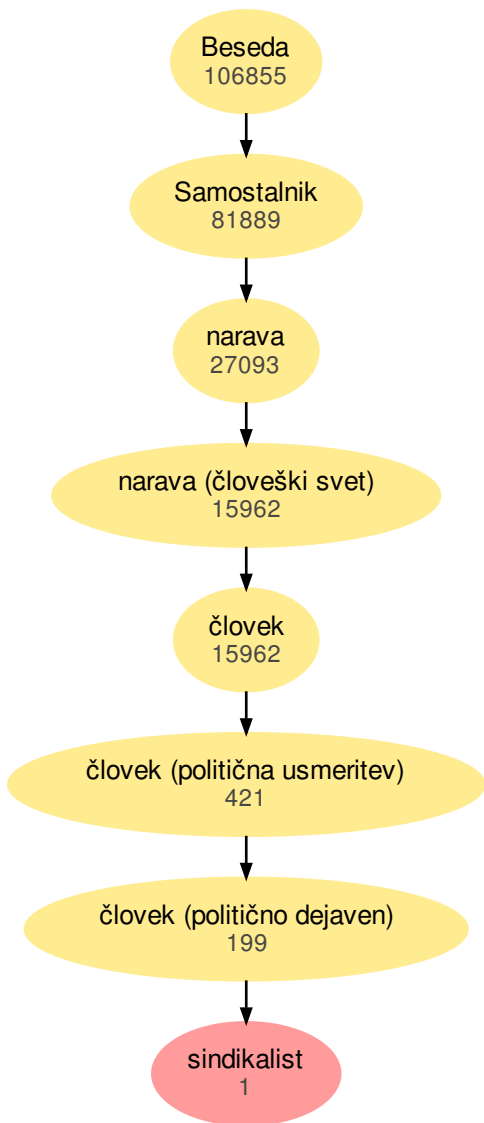 Beseda
106855
Samostalnik
81889
narava
27093
narava (človeški svet)
15962
človek
15962
človek (politična usmeritev)
421
človek (politično dejaven)
199
sindikalist
1